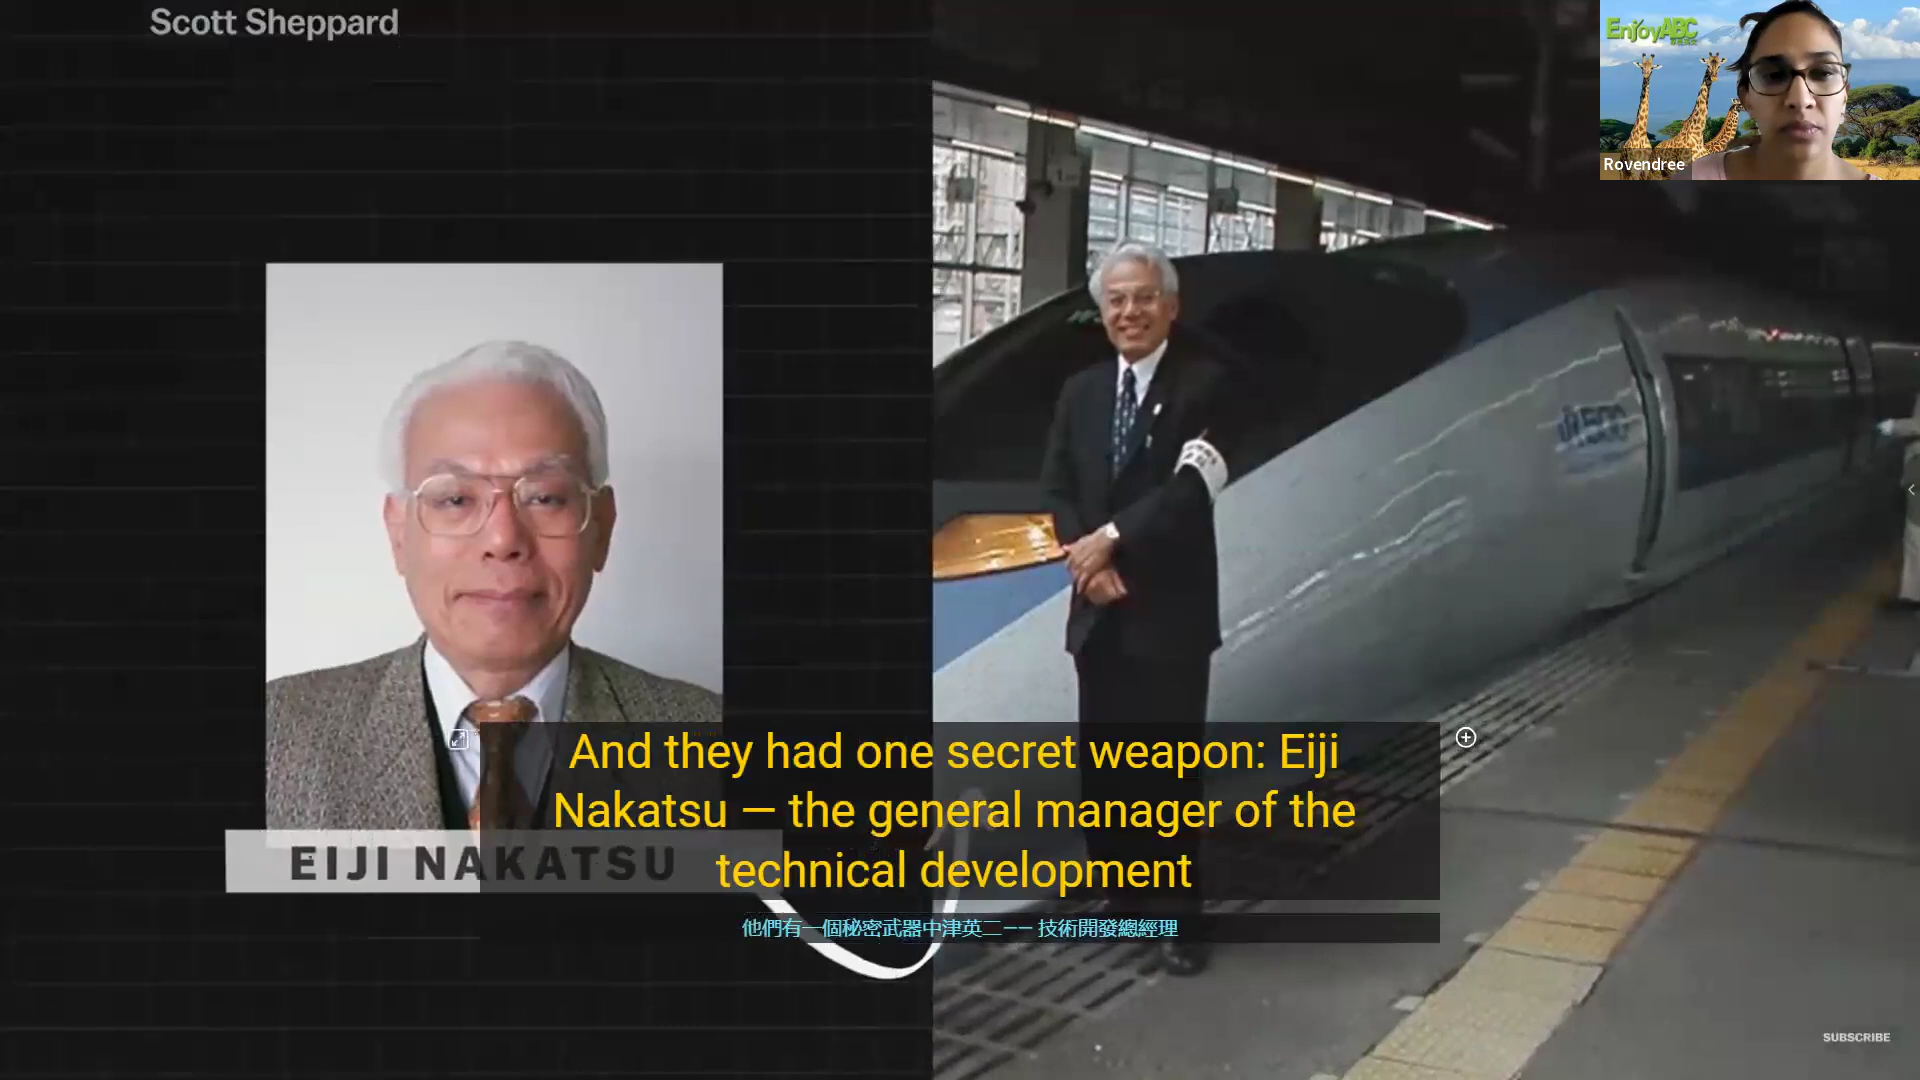 Scott Sheppard
EnjoyABC
Rovendree
JR500
EIJI NAKATSU
And they had one secret weapon: Eiji
Nakatsu — the general manager of the
technical development
他們有一個秘密武器中津英二—— 技術開發總經理
SUBSCRIBE